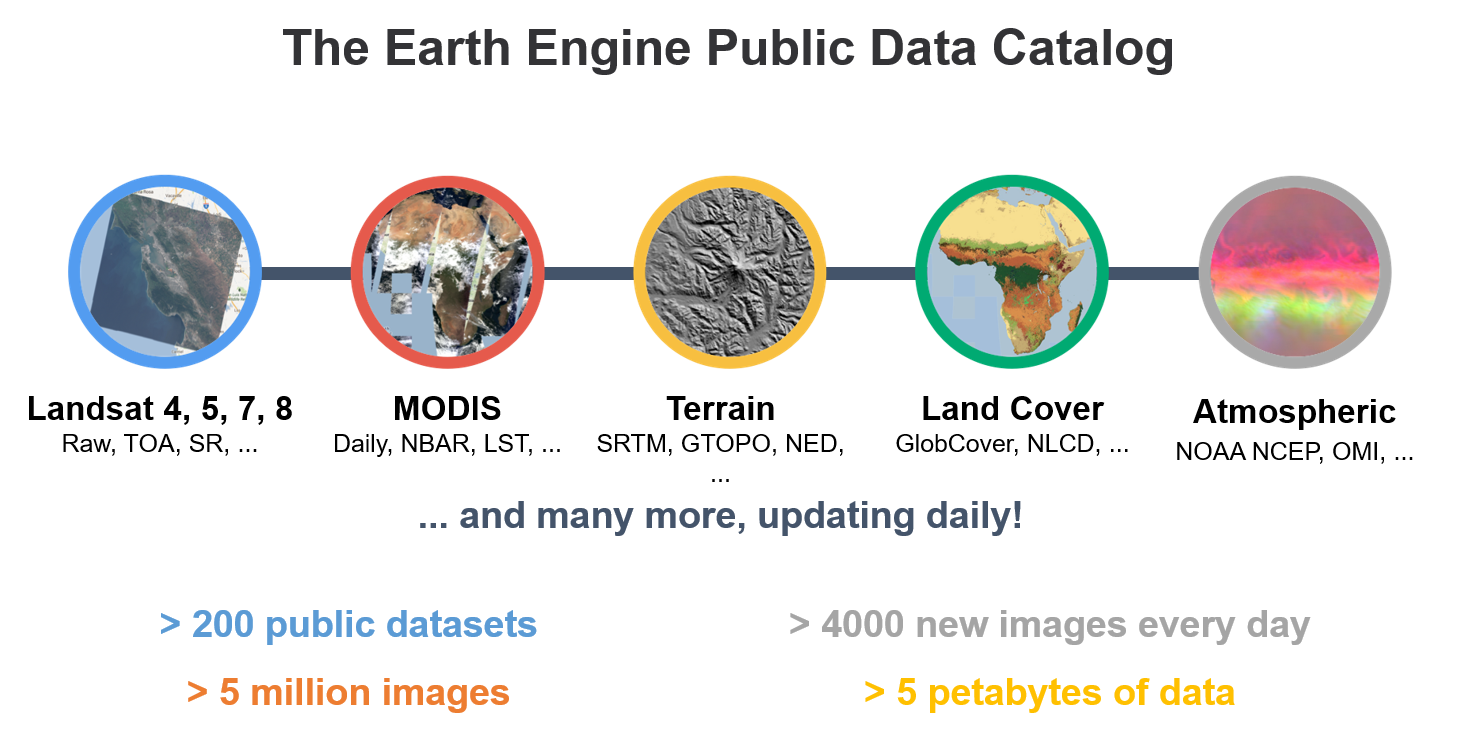 The Earth Engine Public Data Catalog
Landsat 4, 5, 7, 8
Raw, TOA, SR, ...
MODIS
Daily, NBAR, LST, ...
Terrain
SRTM, GTOPO, NED,
...
Land Cover
GlobCover, NLCD, ...
Atmospheric
NOAA NCEP, OMI, ...
... and many more, updating daily!
> 200 public datasets
> 4000 new images every day
> 5 million images
> 5 petabytes of data